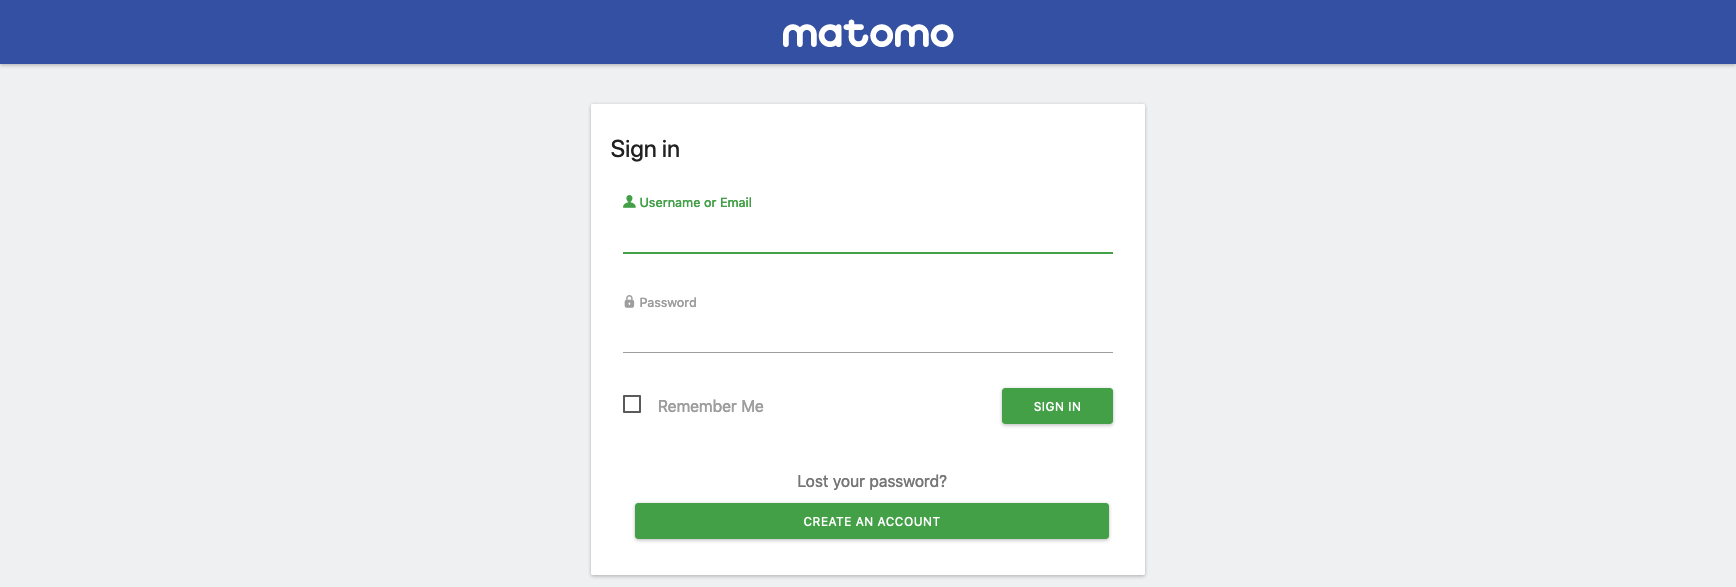 matomo
Sign in
Username or Email
Password
Remember Me
SIGN IN
Lost your password?
CREATE AN ACCOUNT